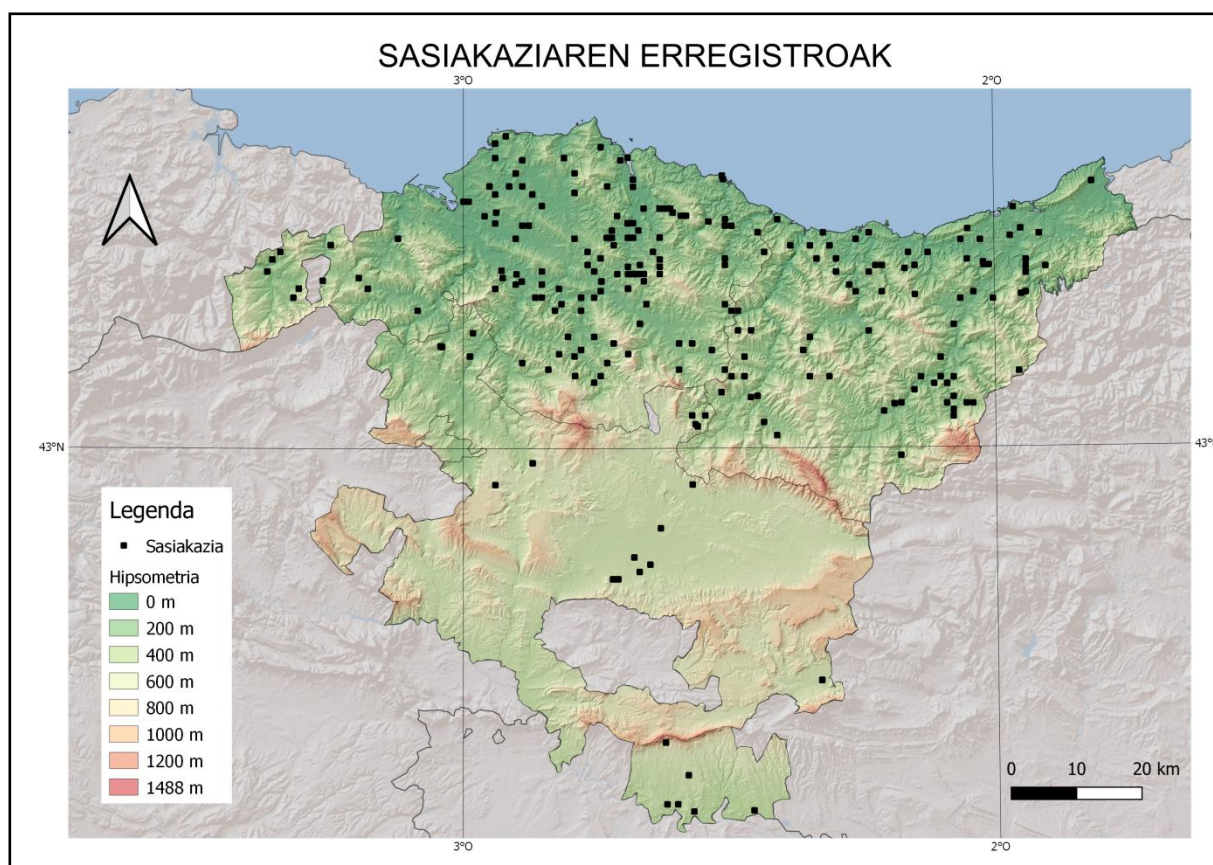 SASIAKAZIAREN ERREGISTROAK
3°O 2°O
43°N 43°N
Legenda
Sasiakazia
Hipsometria
0 m
200 m
400 m
600 m
800 m
1000 m
1200 m
1488 m
0 10 20 km
3°O 2°O